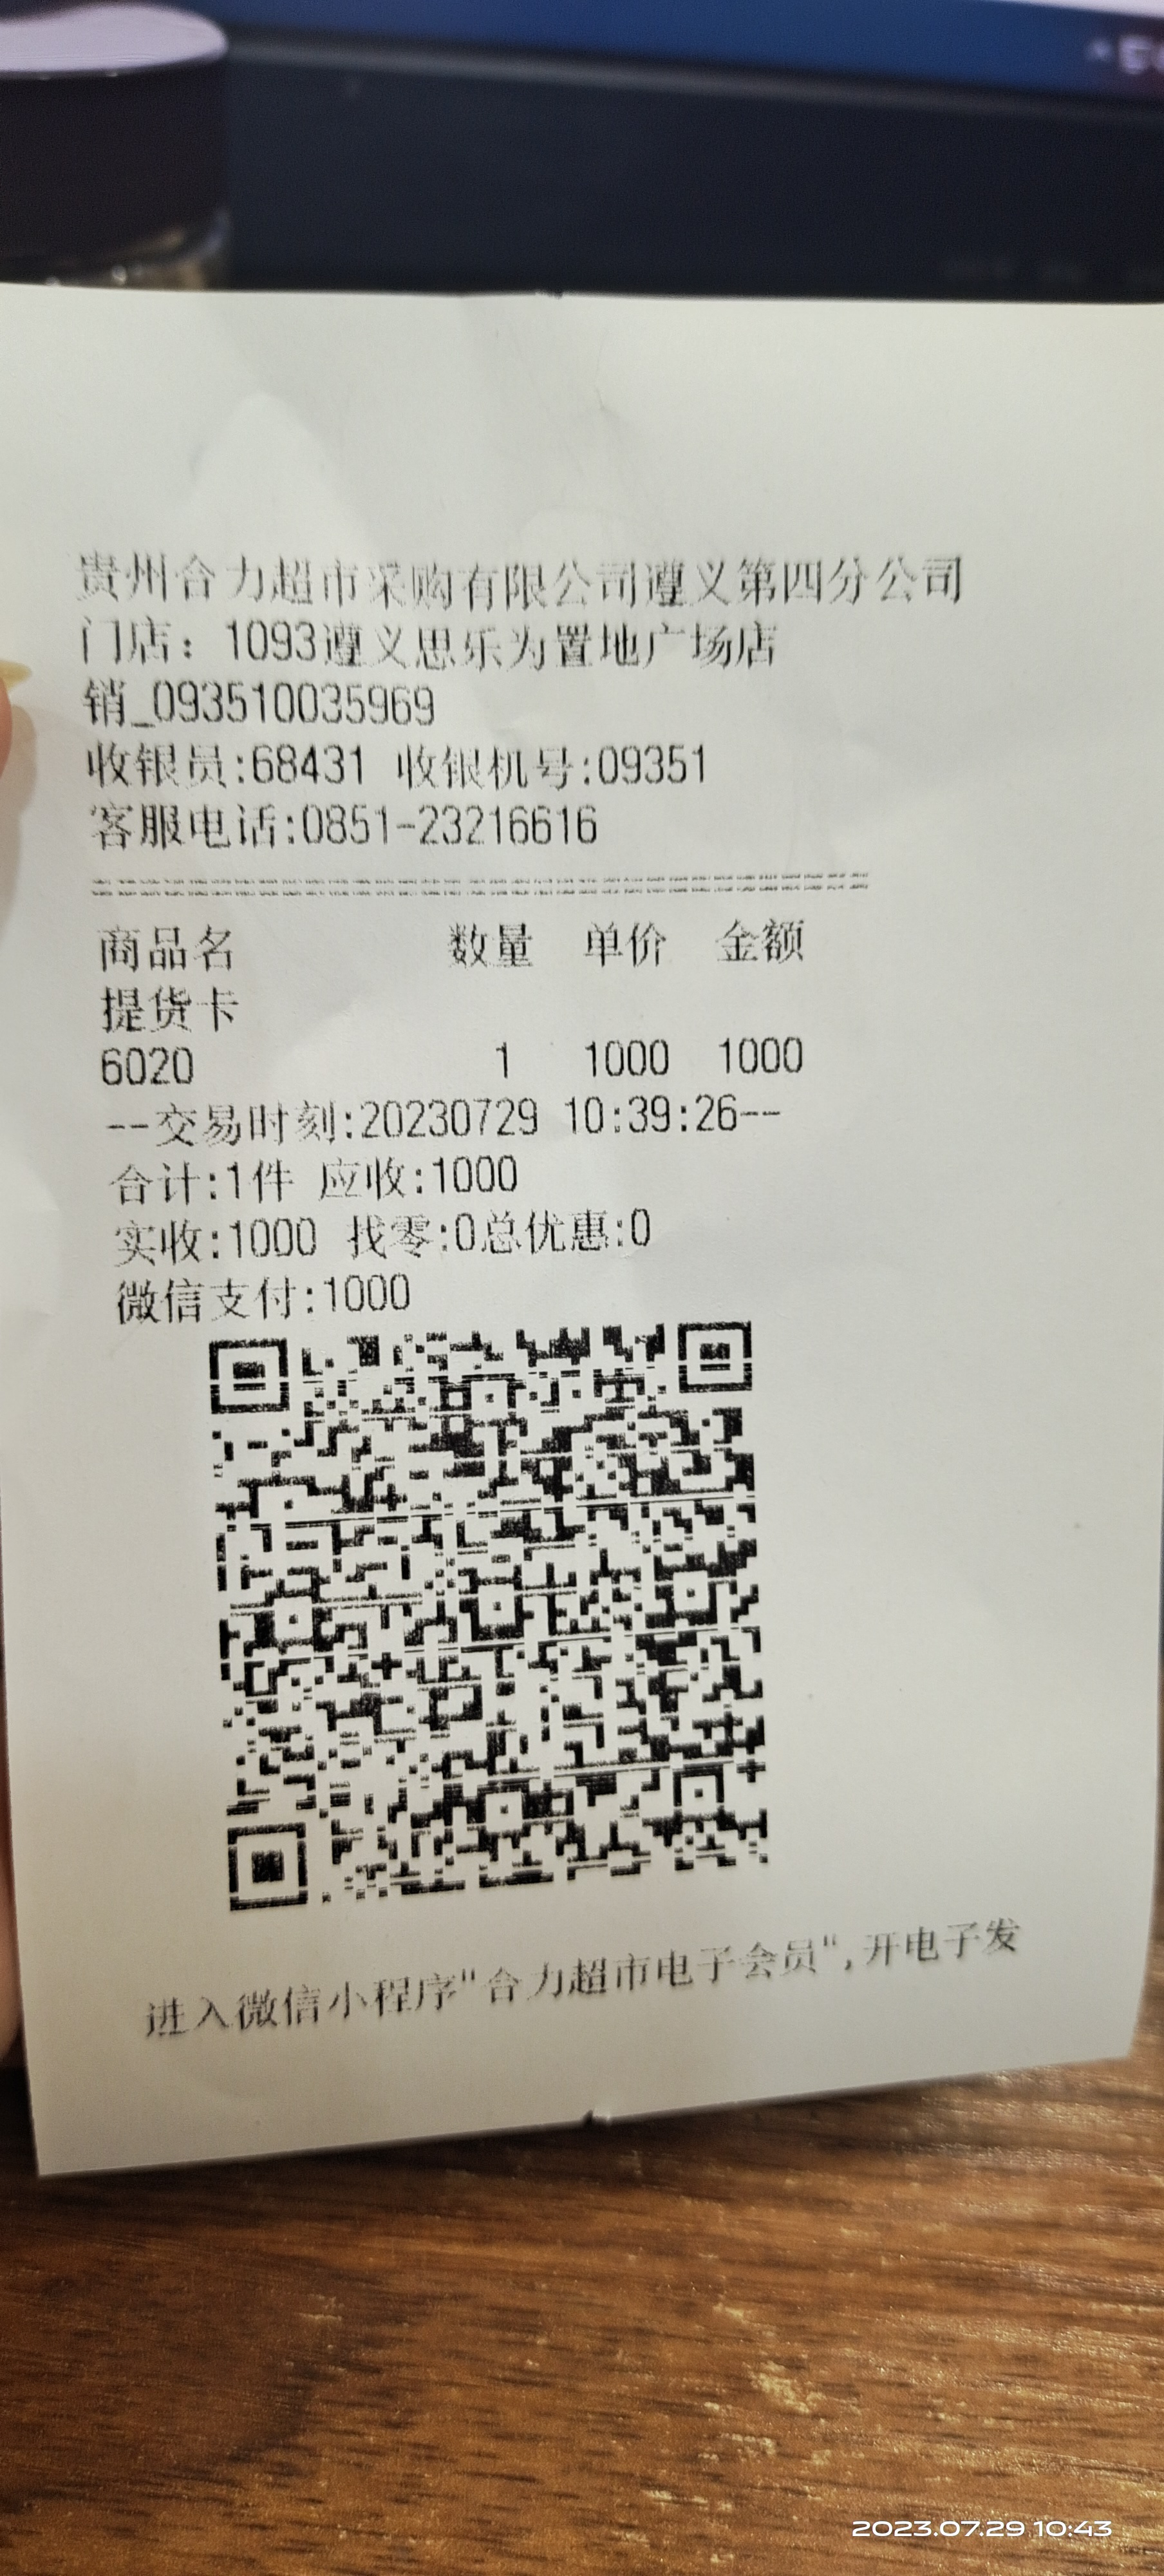 贵州合力超市采购有限公司遵义第四分公司
门店：1093遵义思乐为置地广场店
销_093510035969
收银员:68431 收银机号:09351
客服电话:0851-23216616
商品名 数量 单价 金额
提货卡
6020 1 1000 1000
--交易时刻:20230729 10:39:26--
合计:1件 应收:1000
实收:1000 找零:0总优惠:0
微信支付:1000
进入微信小程序"合力超市电子会员",开电子发
2023.07.29 10:43